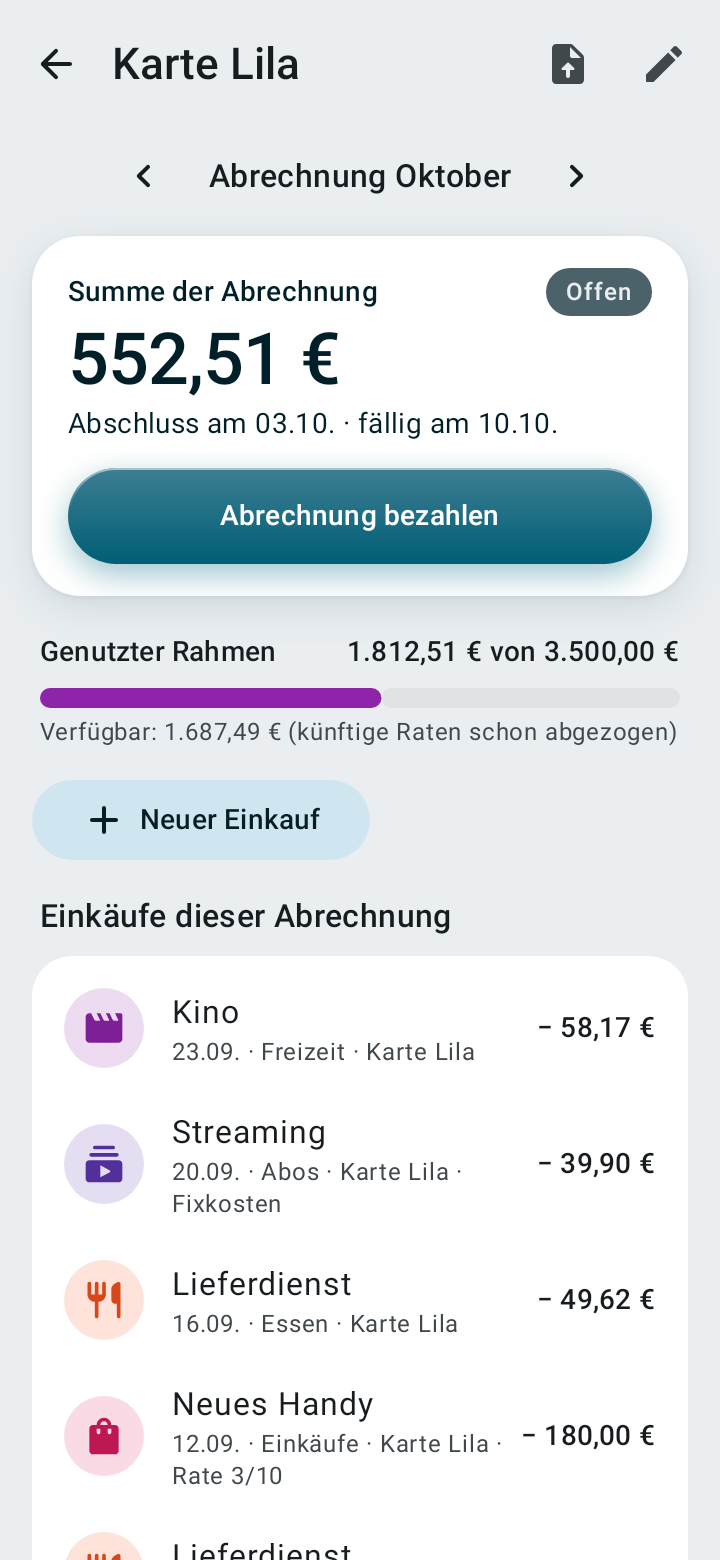 Karte Lila
Abrechnung Oktober
Summe der Abrechnung
Offen
552,51 €
Abschluss am 03.10. · fällig am 10.10.
Abrechnung bezahlen
Genutzter Rahmen
1.812,51 € von 3.500,00 €
Verfügbar: 1.687,49 € (künftige Raten schon abgezogen)
Neuer Einkauf
Einkäufe dieser Abrechnung
Kino
23.09. · Freizeit · Karte Lila
− 58,17 €
Streaming
20.09. · Abos · Karte Lila ·
Fixkosten
− 39,90 €
Lieferdienst
16.09. · Essen · Karte Lila
− 49,62 €
Neues Handy
12.09. · Einkäufe · Karte Lila ·
Rate 3/10
− 180,00 €
Lieferdienst